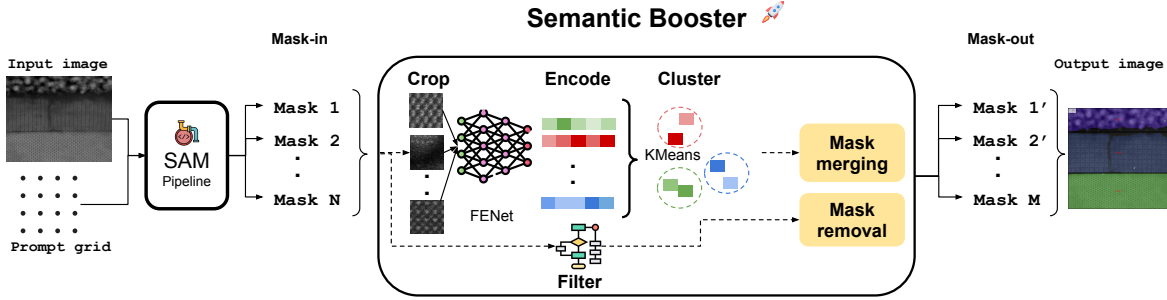 Semantic Booster
Mask-in
Mask-out
Input image
Output image
Crop
Encode
Cluster
Mask 1
Mask 2
Mask N
SAM
Pipeline
Prompt grid
FENet
KMeans
Filter
Mask
merging
Mask
removal
Mask 1′
Mask 2′
Mask M